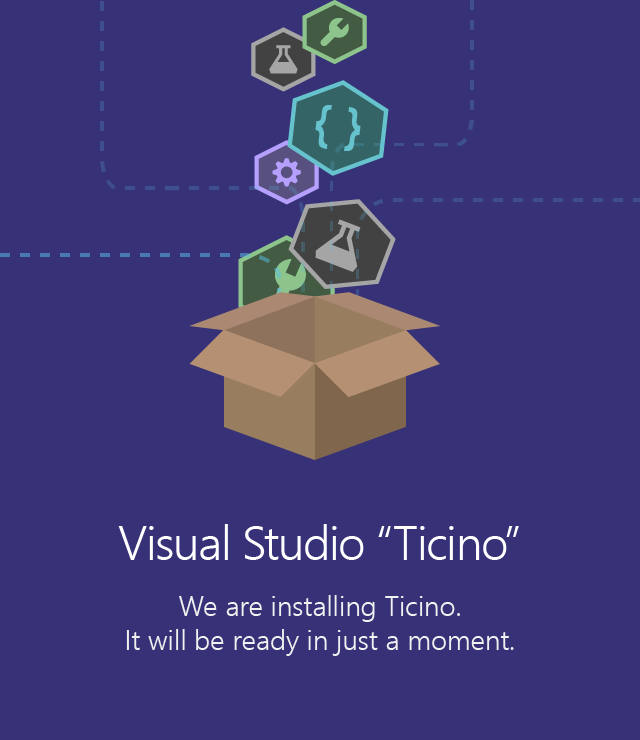 { }
Visual Studio “Ticino”
We are installing Ticino.
It will be ready in just a moment.